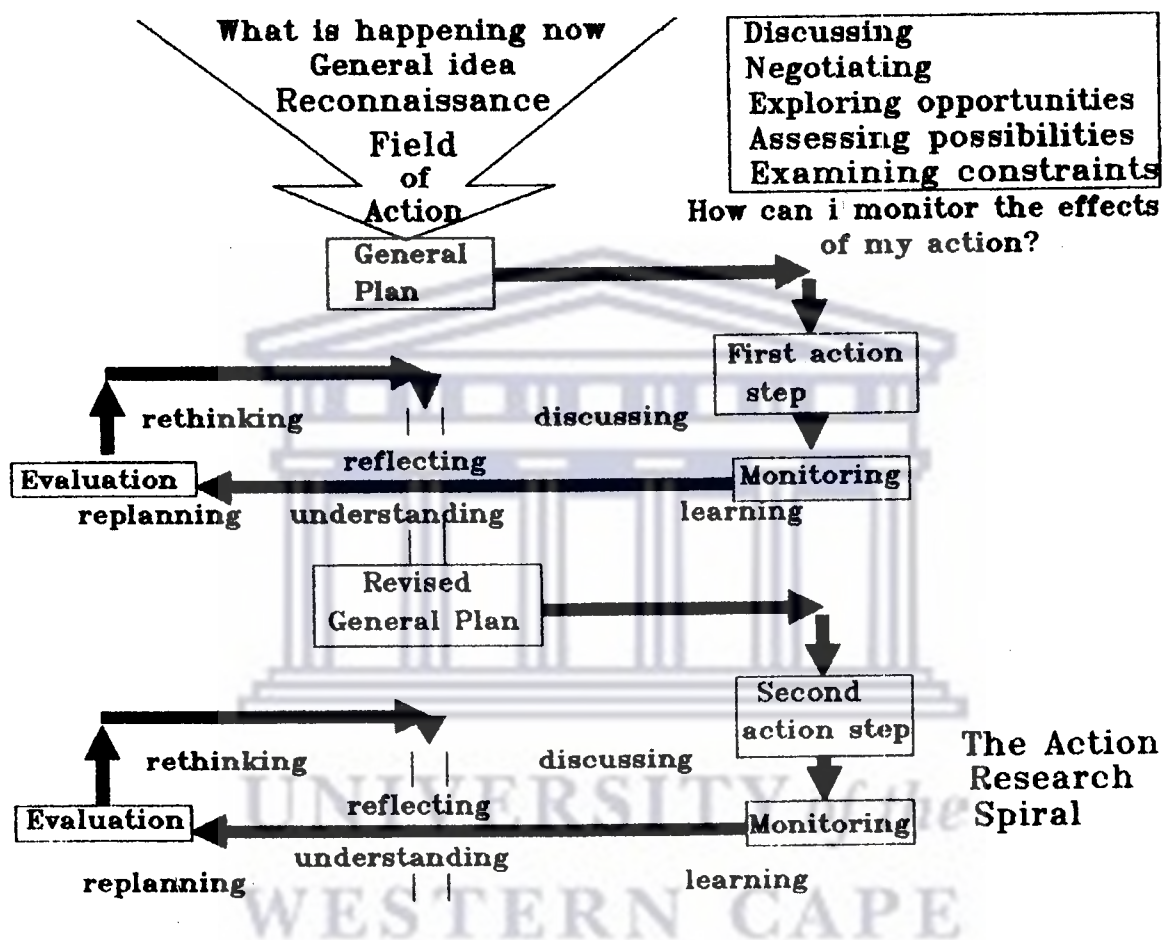 What is happening now
General idea
Reconnaissance
Field
of
Action
Discussing
Negotiating
Exploring opportunities
Assessing possibilities
Examining constraints
How can i monitor the effects
of my action?
General
Plan
First action
step
rethinking
discussing
reflecting
Evaluation
Monitoring
replanning
understanding
learning
Revised
General Plan
Second
action step
The Action
Research
Spiral
rethinking
discussing
reflecting
Evaluation
Monitoring
understanding
replanning
learning
UNIVERSITY of the
WESTERN CAPE